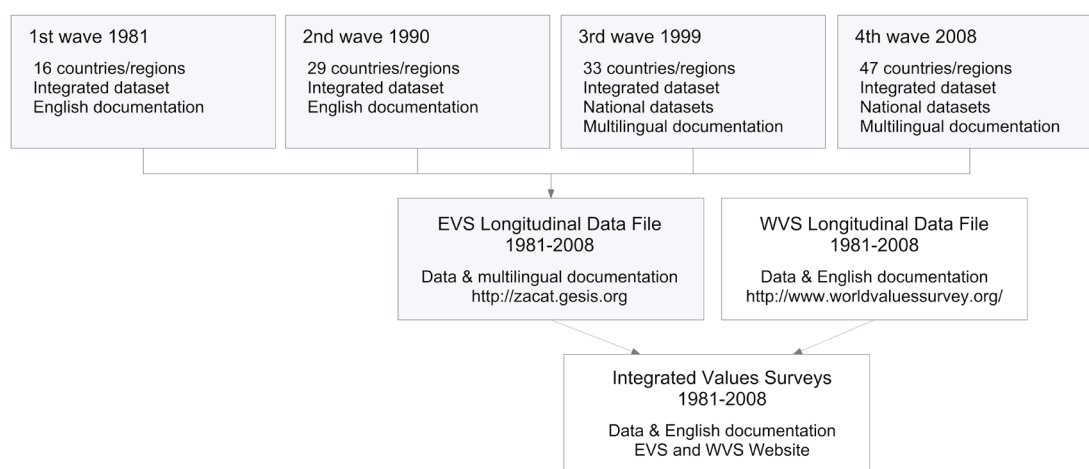 1st wave 1981
16 countries/regions
Integrated dataset
English documentation
2nd wave 1990
29 countries/regions
Integrated dataset
English documentation
3rd wave 1999
33 countries/regions
Integrated dataset
National datasets
Multilingual documentation
4th wave 2008
47 countries/regions
Integrated dataset
National datasets
Multilingual documentation
EVS Longitudinal Data File
1981-2008
Data & multilingual documentation
http://zacat.gesis.org
WVS Longitudinal Data File
1981-2008
Data & English documentation
http://www.worldvaluessurvey.org/
Integrated Values Surveys
1981-2008
Data & English documentation
EVS and WVS Website